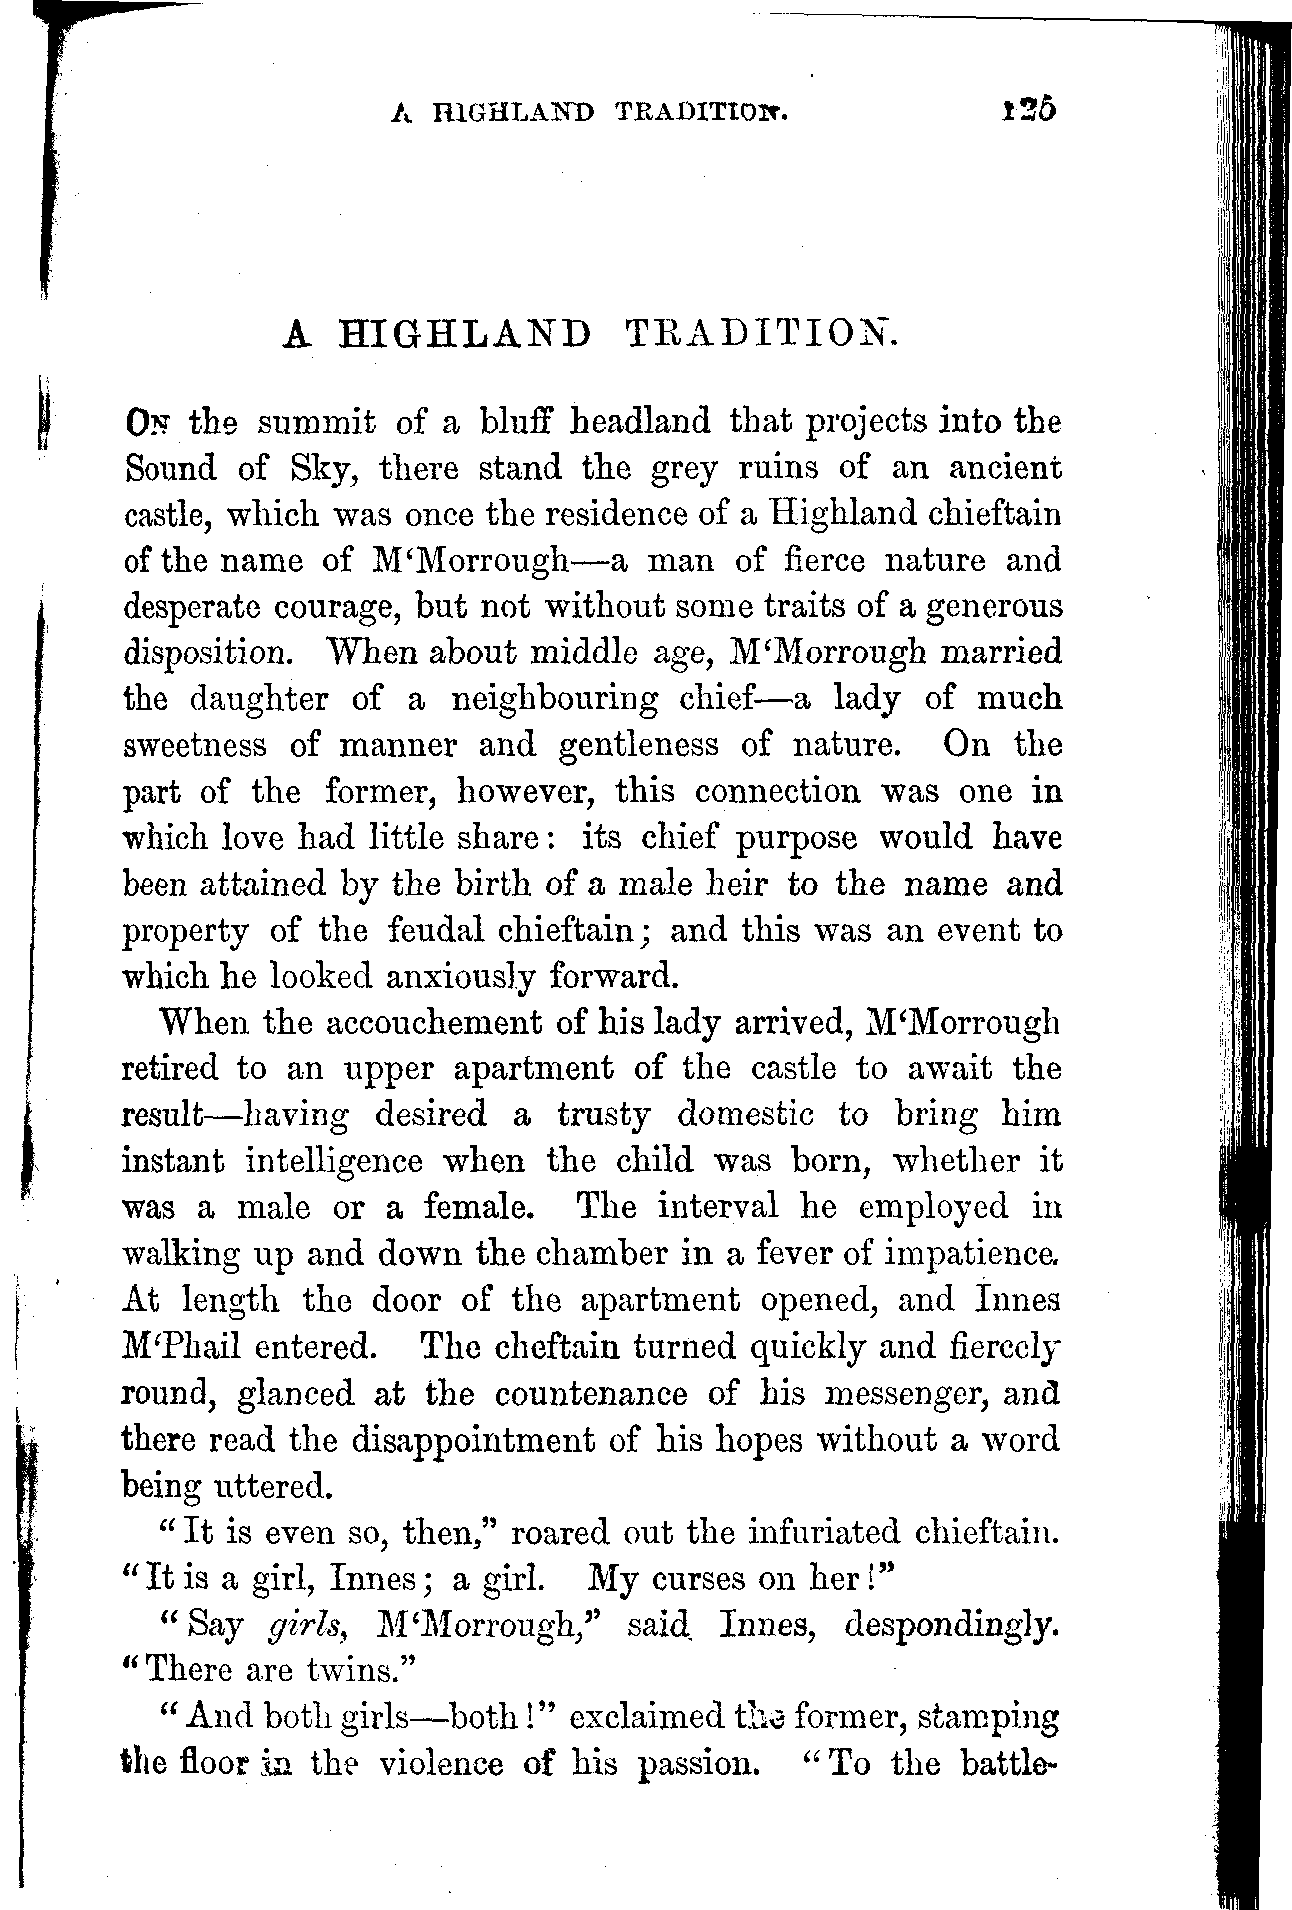 A HIGHLAND TRADITION. 125
A HIGHLAND TRADITION.
ON the summit of a bluff headland that projects into the
Sound of Sky, there stand the grey ruins of an ancient
castle, which was once the residence of a Highland chieftain
of the name of M‘Morrough—a man of fierce nature and
desperate courage, but not without some traits of a generous
disposition. When about middle age, M‘Morrough married
the daughter of a neighbouring chief—a lady of much
sweetness of manner and gentleness of nature. On the
part of the former, however, this connection was one in
which love had little share: its chief purpose would have
been attained by the birth of a male heir to the name and
property of the feudal chieftain; and this was an event to
which he looked anxiously forward.
When the accouchement of his lady arrived, M‘Morrough
retired to an upper apartment of the castle to await the
result—having desired a trusty domestic to bring him
instant intelligence when the child was born, whether it
was a male or a female. The interval he employed in
walking up and down the chamber in a fever of impatience.
At length the door of the apartment opened, and Innes
M‘Phail entered. The cheftain turned quickly and fiercely
round, glanced at the countenance of his messenger, and
there read the disappointment of his hopes without a word
being uttered.
“It is even so, then,” roared out the infuriated chieftain.
“It is a girl, Innes; a girl. My curses on her!”
“Say girls, M‘Morrough,” said Innes, despondingly.
“There are twins.”
“And both girls—both!” exclaimed the former, stamping
the floor in the violence of his passion. “To the battle-